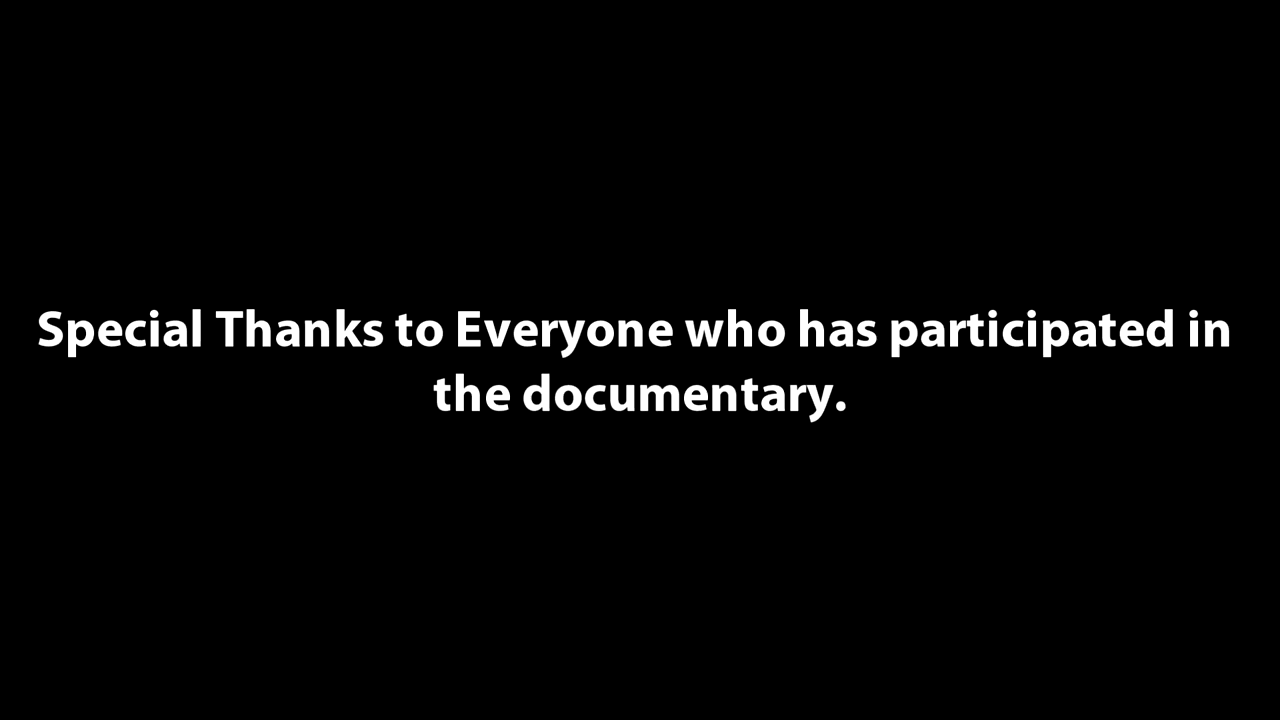 Special Thanks to Everyone who has participated in
the documentary.